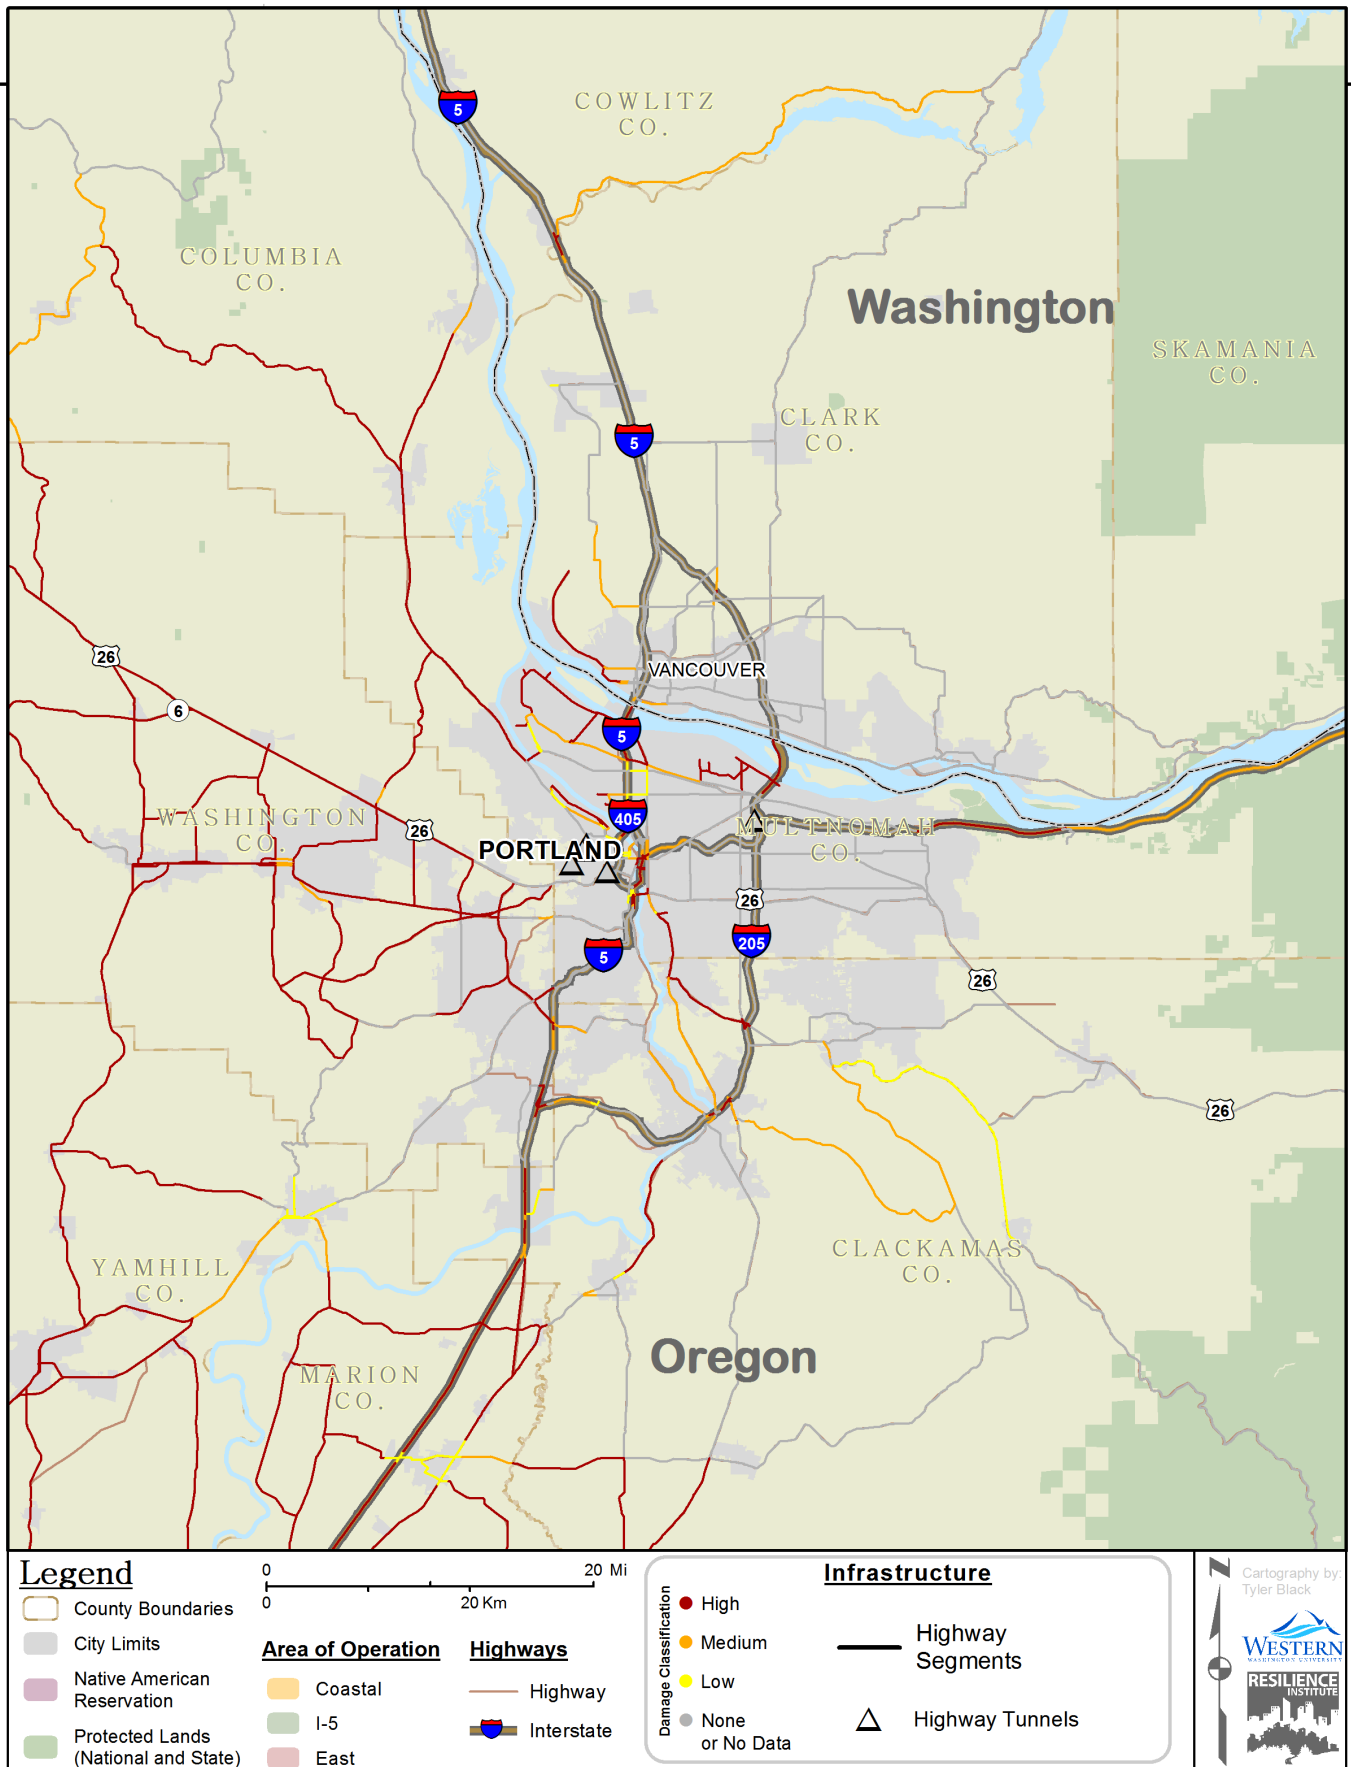 5
COWLITZ
CO.
COLUMBIA
CO.
Washington
SKAMANIA
CO.
CLARK
CO.
5
26
VANCOUVER
6
5
WASHINGTON
CO.
26
405
MULTNOMAH
CO.
PORTLAND
26
205
5
26
26
YAMHILL
CO.
CLACKAMAS
CO.
Oregon
MARION
CO.
Legend
County Boundaries
City Limits
Native American
Reservation
Protected Lands
(National and State)
0 20 Mi
0 20 Km
Area of Operation
Coastal
I-5
East
Highways
Highway
Interstate
Infrastructure
Damage Classification
High
Medium
Low
None
or No Data
Highway
Segments
Highway Tunnels
N
Cartography by:
Tyler Black
WESTERN
WASHINGTON UNIVERSITY
RESILIENCE
INSTITUTE